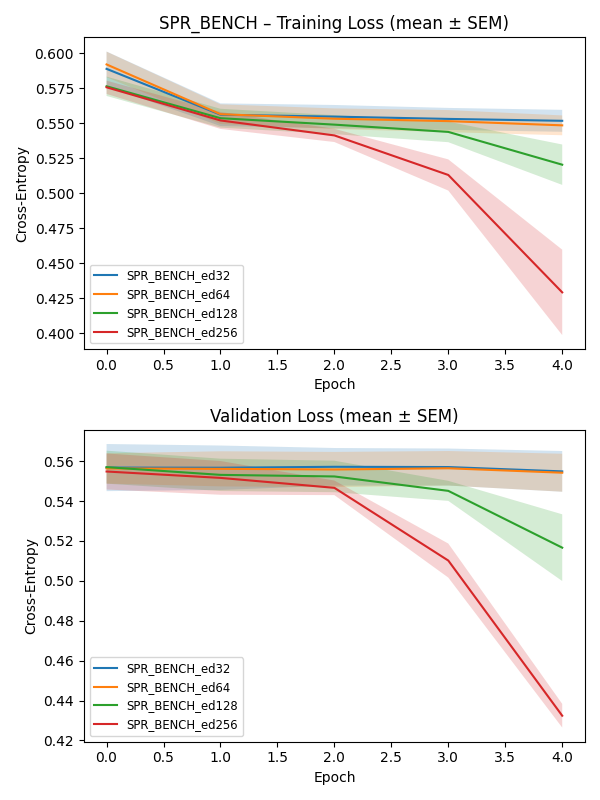 SPR_BENCH – Training Loss (mean ± SEM)
0.600
0.575
0.550
0.525
0.500
0.475
0.450
0.425
0.400
Cross-Entropy
SPR_BENCH_ed32
SPR_BENCH_ed64
SPR_BENCH_ed128
SPR_BENCH_ed256
0.0 0.5 1.0 1.5 2.0 2.5 3.0 3.5 4.0
Epoch
Validation Loss (mean ± SEM)
0.56
0.54
0.52
0.50
0.48
0.46
0.44
0.42
Cross-Entropy
SPR_BENCH_ed32
SPR_BENCH_ed64
SPR_BENCH_ed128
SPR_BENCH_ed256
0.0 0.5 1.0 1.5 2.0 2.5 3.0 3.5 4.0
Epoch